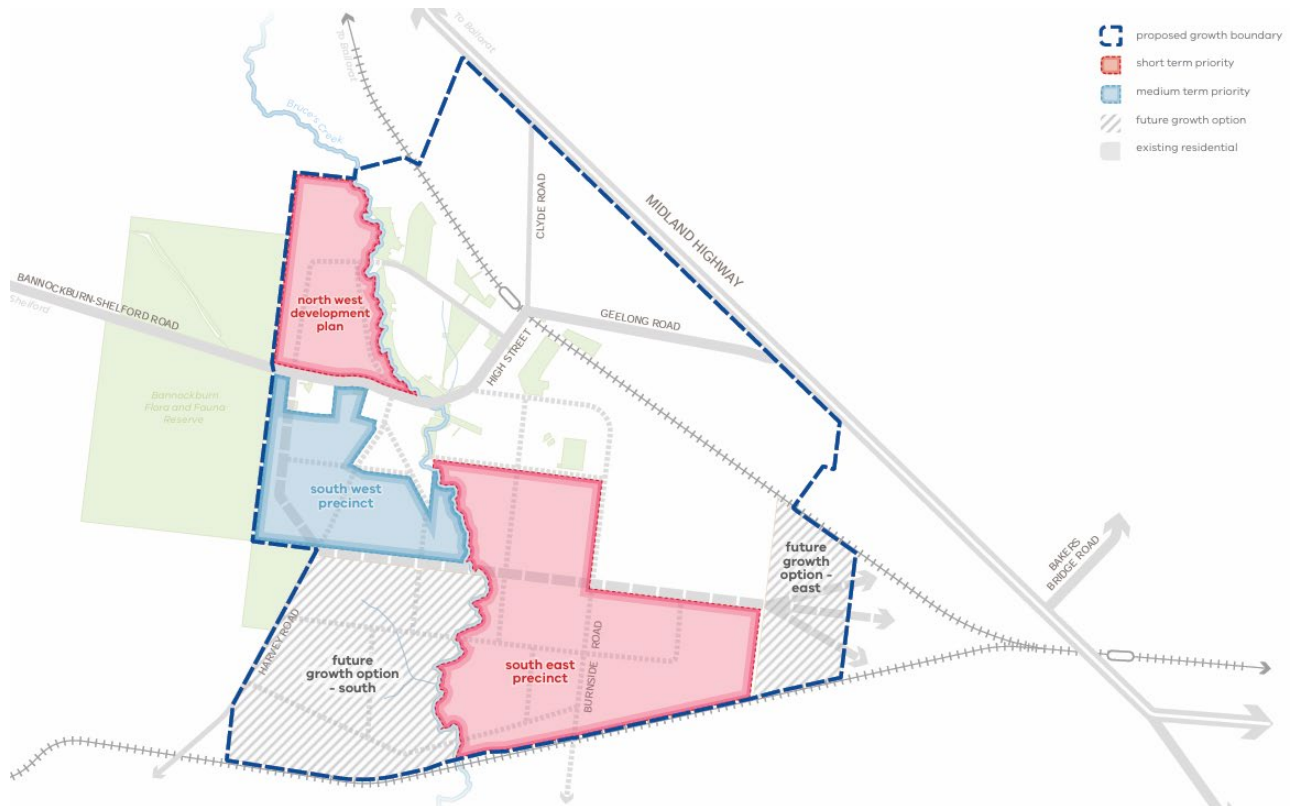 To Ballarat
To Ballarat
proposed growth boundary
short term priority
medium term priority
future growth option
existing residential
Bruce's Creek
CLYDE ROAD
MIDLAND HIGHWAY
BANNOCKBURN-SHELFORD ROAD
Shelford
north west
development
plan
GEELONG ROAD
HIGH STREET
Bannockburn
Flora and Fauna
Reserve
south west
precinct
future
growth
option -
east
BAKERS
BRIDGE ROAD
HARVEY ROAD
future
growth option
- south
south east
precinct
BURNSIDE ROAD